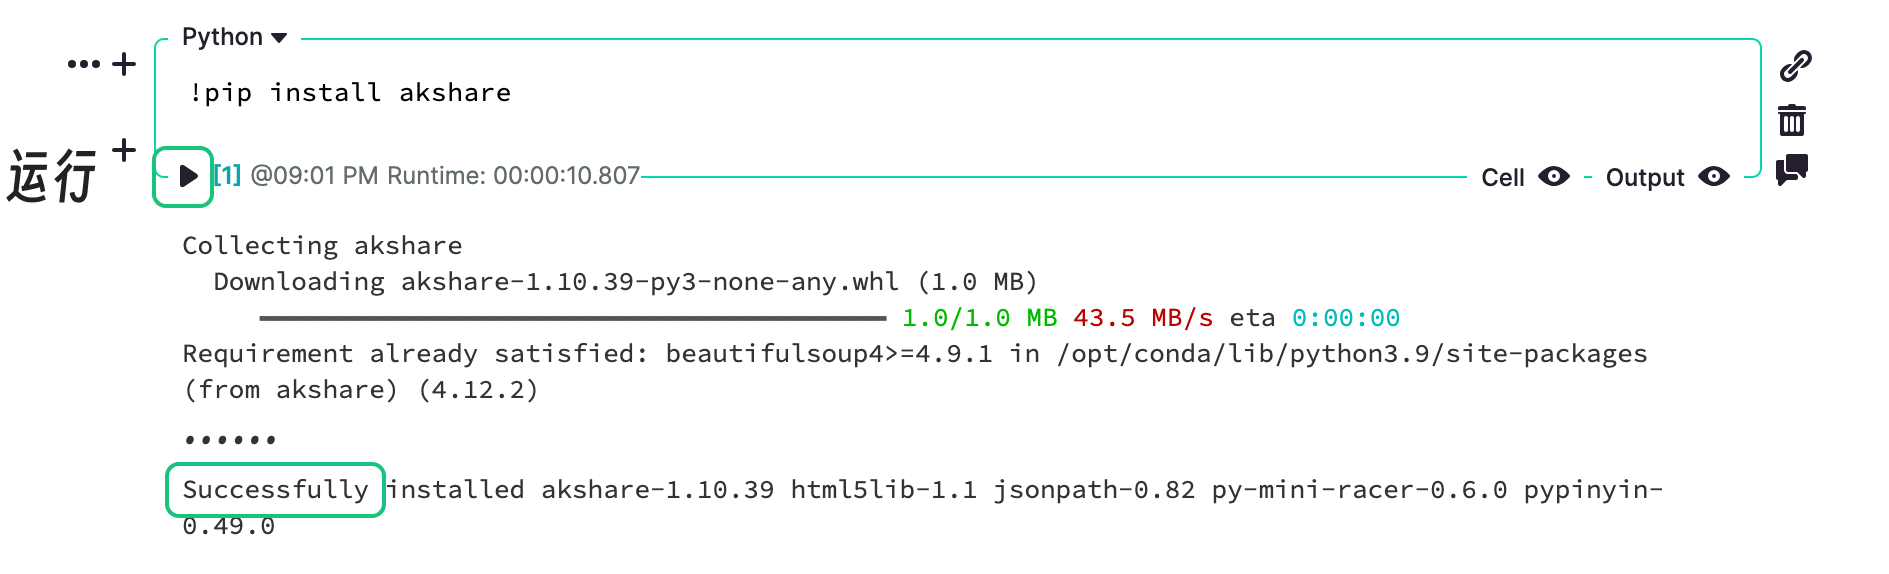 Python
!pip install akshare
运行
[1] @09:01 PM Runtime: 00:00:10.807
Cell - Output
Collecting akshare
Downloading akshare-1.10.39-py3-none-any.whl (1.0 MB)
1.0/1.0 MB 43.5 MB/s eta 0:00:00
Requirement already satisfied: beautifulsoup4>=4.9.1 in /opt/conda/lib/python3.9/site-packages
(from akshare) (4.12.2)
••••••
Successfully installed akshare-1.10.39 html5lib-1.1 jsonpath-0.82 py-mini-racer-0.6.0 pypinyin-
0.49.0